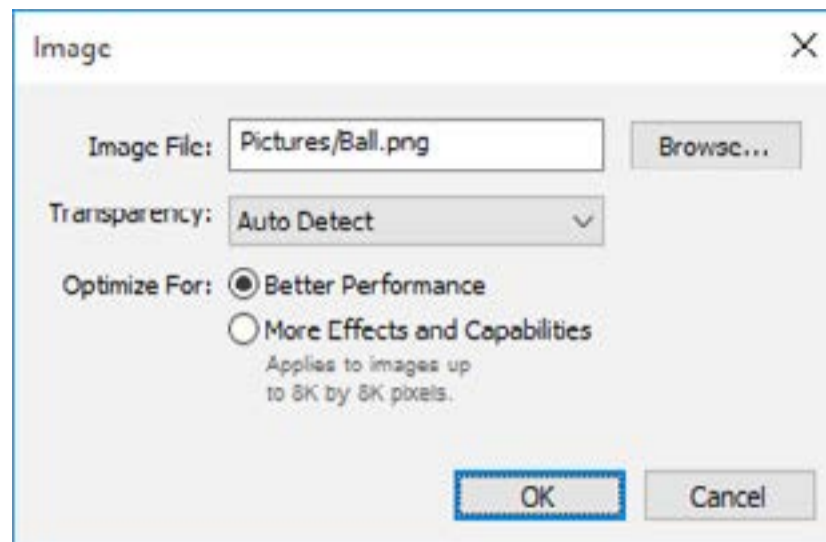 Image
Image File: Pictures/Ball.png Browse...
Transparency: Auto Detect
Optimize For: Better Performance
More Effects and Capabilities
Applies to images up
to 8K by 8K pixels.
OK Cancel